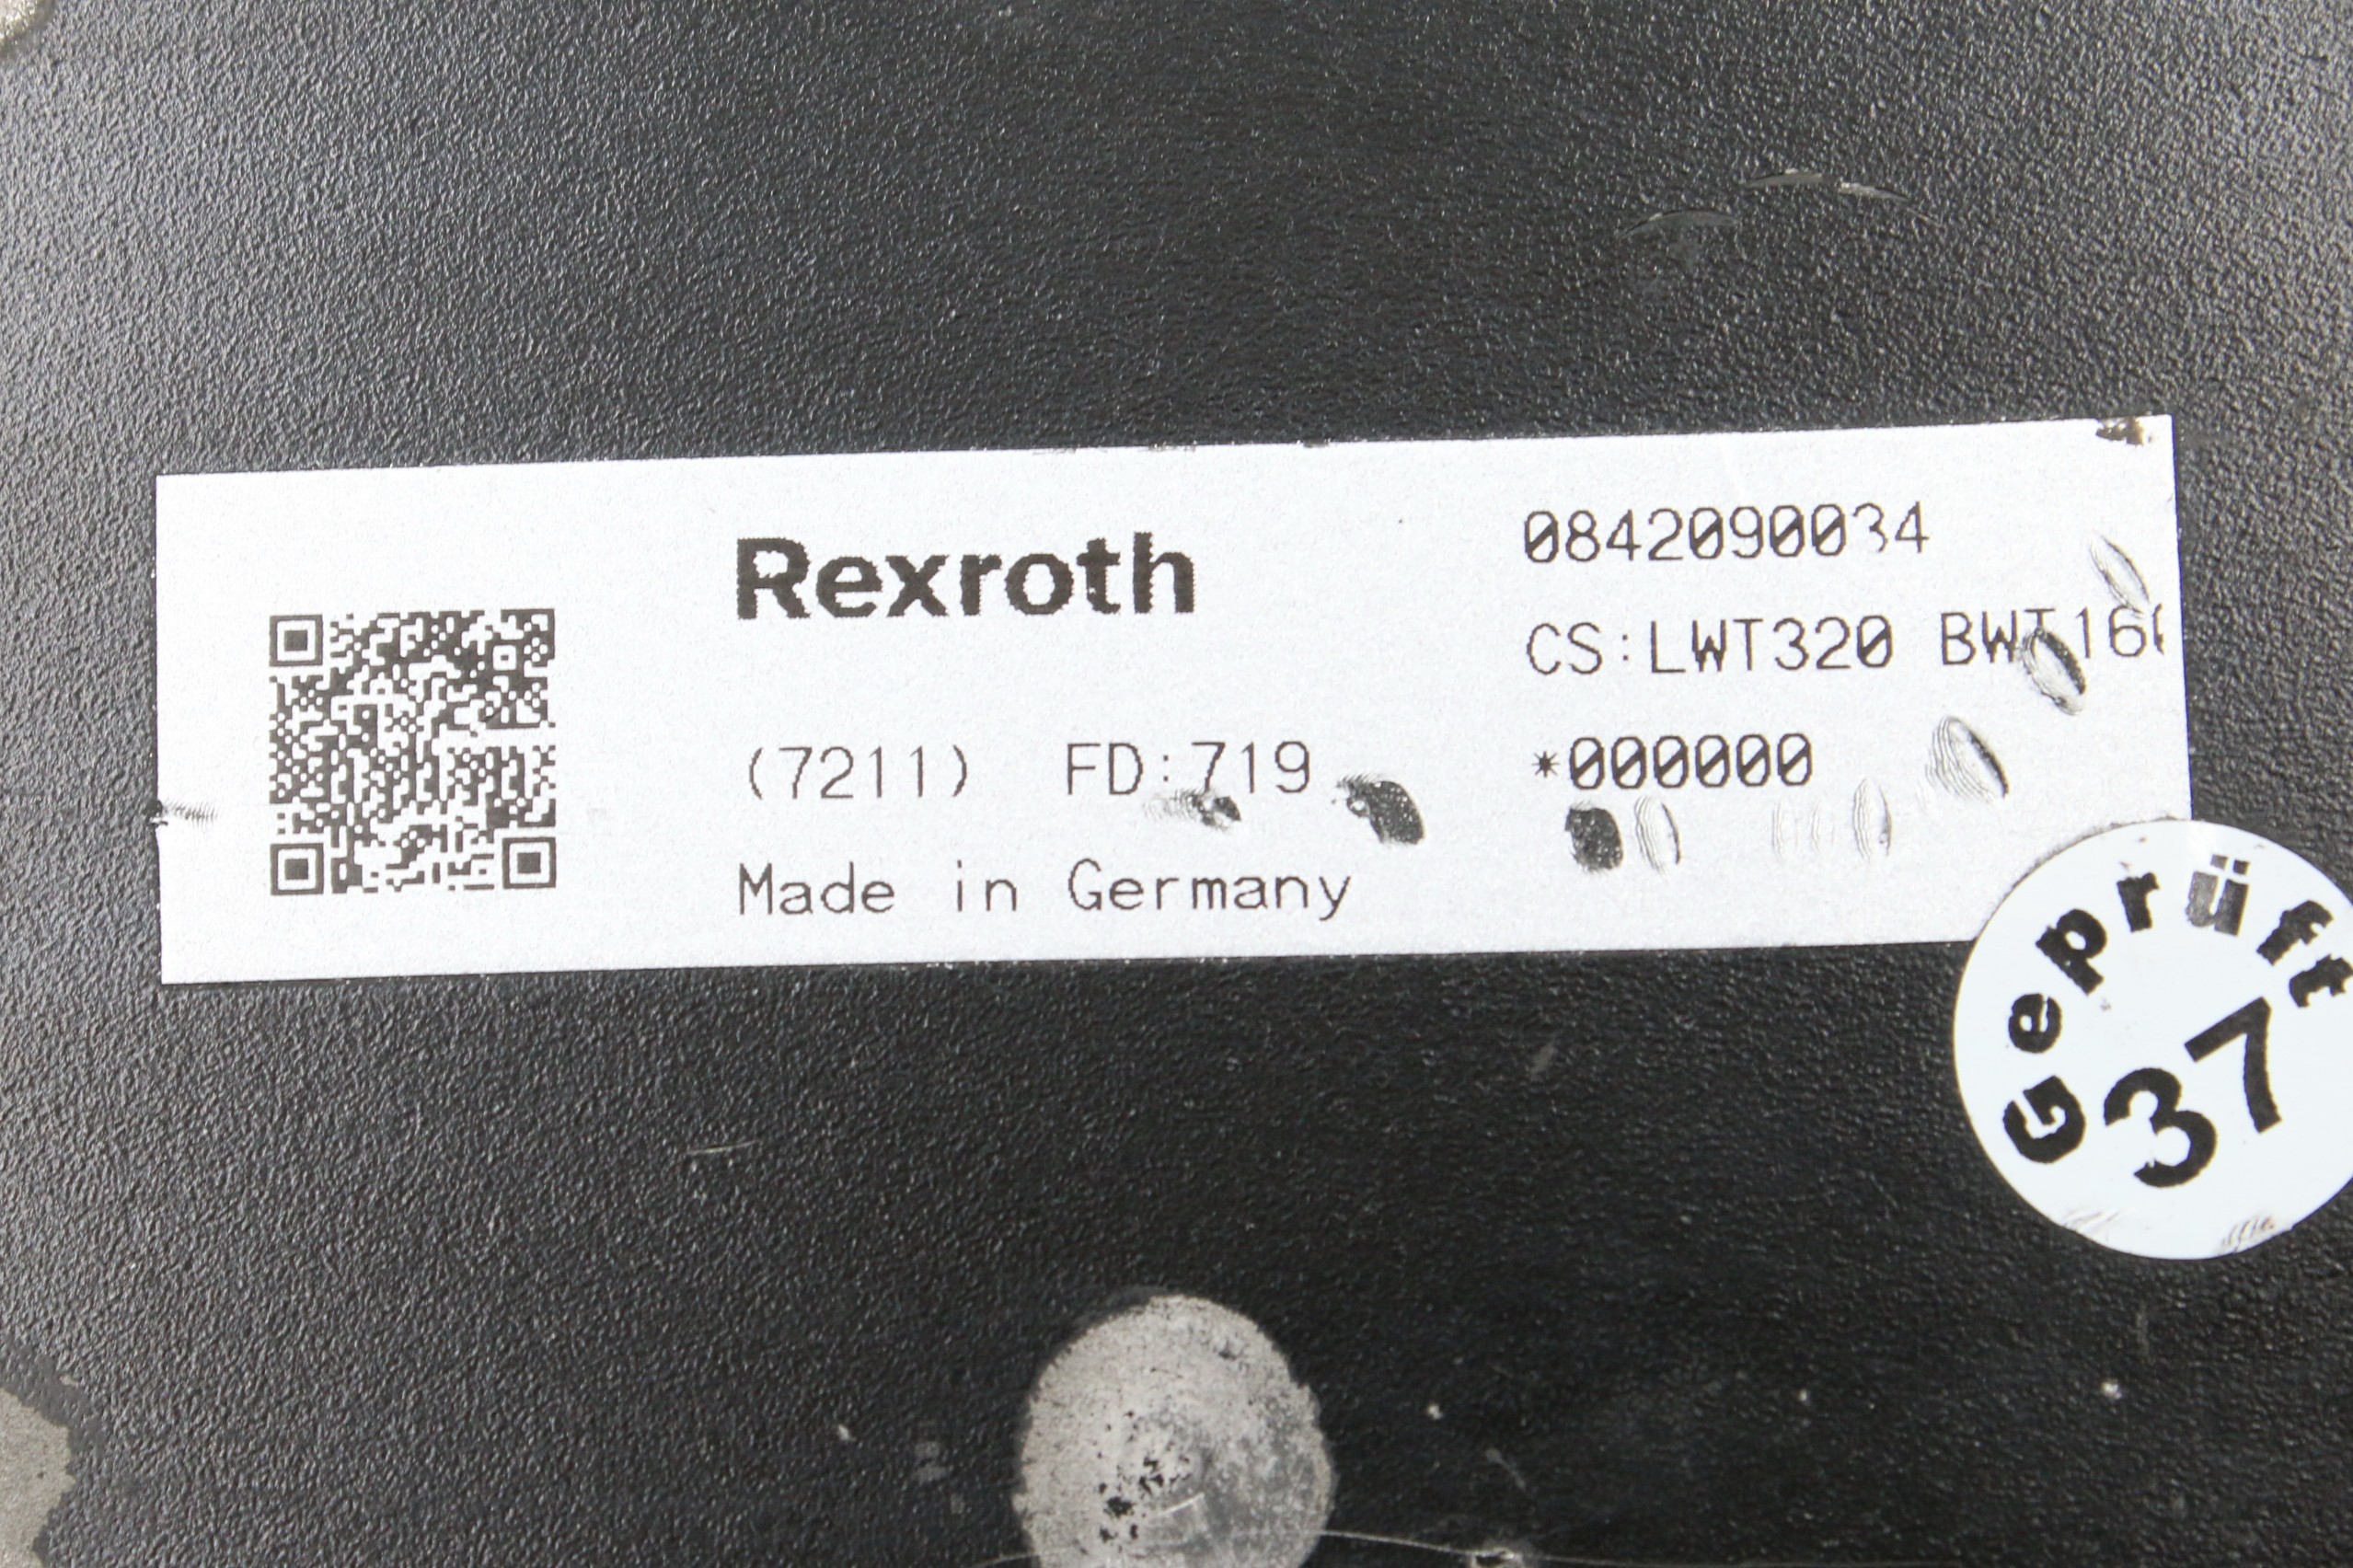 Rexroth
0842090034
CS:LWT320 BWT16
*000000
(7211) FD:719
Made in Germany
Geprüft
37